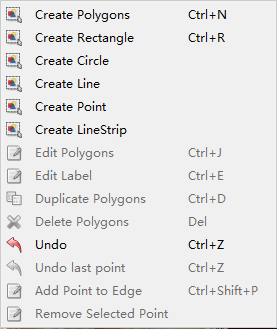 Create Polygons Ctrl+N
Create Rectangle Ctrl+R
Create Circle
Create Line
Create Point
Create LineStrip
Edit Polygons Ctrl+J
Edit Label Ctrl+E
Duplicate Polygons Ctrl+D
Delete Polygons Del
Undo Ctrl+Z
Undo last point Ctrl+Z
Add Point to Edge Ctrl+Shift+P
Remove Selected Point